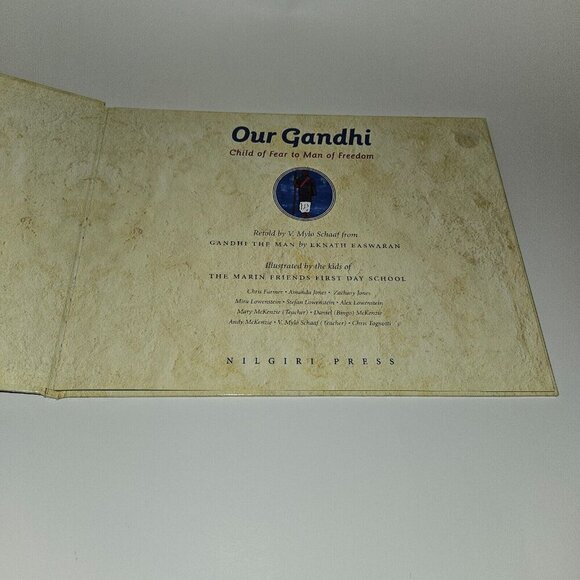 Our Gandhi
Child of Fear to Man of Freedom
Retold by V. Mylo Schaaf from
GANDHI THE MAN by EKNATH EASWARAN
Illustrated by the kids of
THE MARIN FRIENDS FIRST DAY SCHOOL
Chris Farmer • Amanda Jones • Zachary Jones
Mira Lowenstein • Stefan Lowenstein • Alex Lowenstein
Mary McKenzie (Teacher) • Daniel (Bingo) McKenzie
Andy McKenzie • V. Mylo Schaaf (Teacher) • Chris Tognotti
NILGIRI PRESS